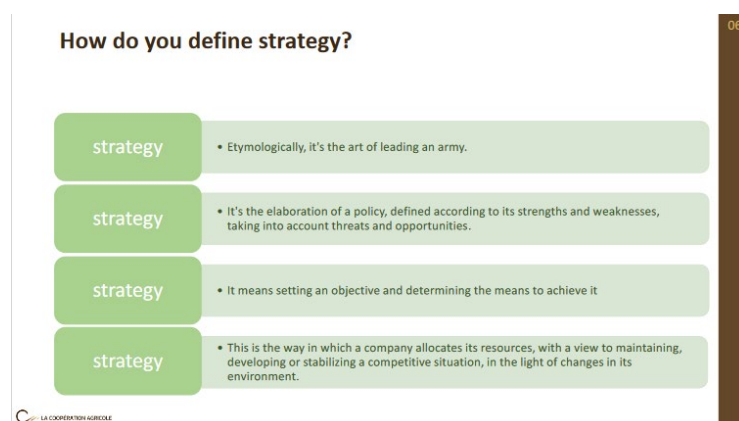 06
How do you define strategy?
strategy
• Etymologically, it's the art of leading an army.
strategy
• It's the elaboration of a policy, defined according to its strengths and weaknesses,
taking into account threats and opportunities.
strategy
• It means setting an objective and determining the means to achieve it
strategy
• This is the way in which a company allocates its resources, with a view to maintaining,
developing or stabilizing a competitive situation, in the light of changes in its
environment.
LA COOPÉRATION AGRICOLE